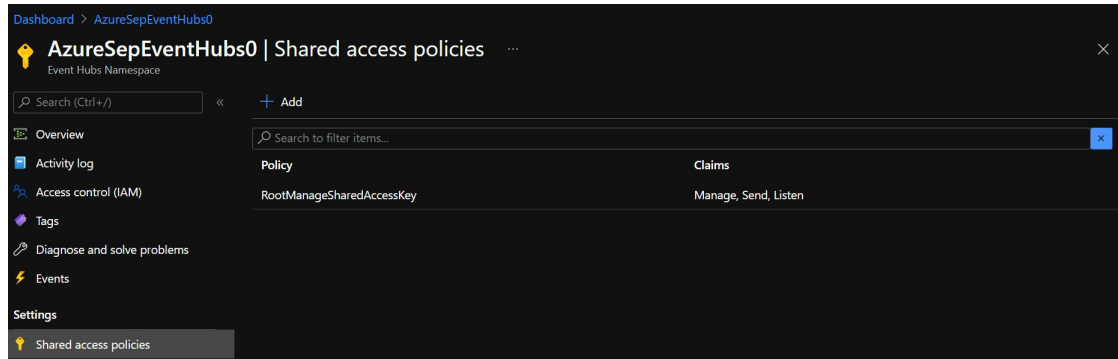 Dashboard > AzureSepEventHubs0
AzureSepEventHubs0 | Shared access policies ...
Event Hubs Namespace
Search (Ctrl+/)
«
Overview
Activity log
Access control (IAM)
Tags
Diagnose and solve problems
Events
Settings
Shared access policies
+ Add
Search to filter items...
Policy Claims
RootManageSharedAccessKey Manage, Send, Listen